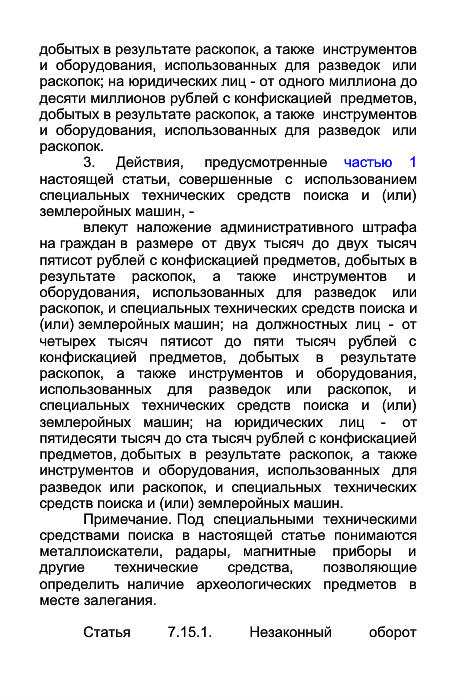 добытых в результате раскопок, а также инструментов
и оборудования, использованных для разведок или
раскопок; на юридических лиц - от одного миллиона до
десяти миллионов рублей с конфискацией предметов,
добытых в результате раскопок, а также инструментов
и оборудования, использованных для разведок или
раскопок.
3. Действия, предусмотренные частью 1
настоящей статьи, совершенные с использованием
специальных технических средств поиска и (или)
землеройных машин, -
влекут наложение административного штрафа
на граждан в размере от двух тысяч до двух тысяч
пятисот рублей с конфискацией предметов, добытых в
результате раскопок, а также инструментов и
оборудования, использованных для разведок или
раскопок, и специальных технических средств поиска и
(или) землеройных машин; на должностных лиц - от
четырех тысяч пятисот до пяти тысяч рублей с
конфискацией предметов, добытых в результате
раскопок, а также инструментов и оборудования,
использованных для разведок или раскопок, и
специальных технических средств поиска и (или)
землеройных машин; на юридических лиц - от
пятидесяти тысяч до ста тысяч рублей с конфискацией
предметов, добытых в результате раскопок, а также
инструментов и оборудования, использованных для
разведок или раскопок, и специальных технических
средств поиска и (или) землеройных машин.
Примечание. Под специальными техническими
средствами поиска в настоящей статье понимаются
металлоискатели, радары, магнитные приборы и
другие технические средства, позволяющие
определить наличие археологических предметов в
месте залегания.
Статья 7.15.1. Незаконный оборот